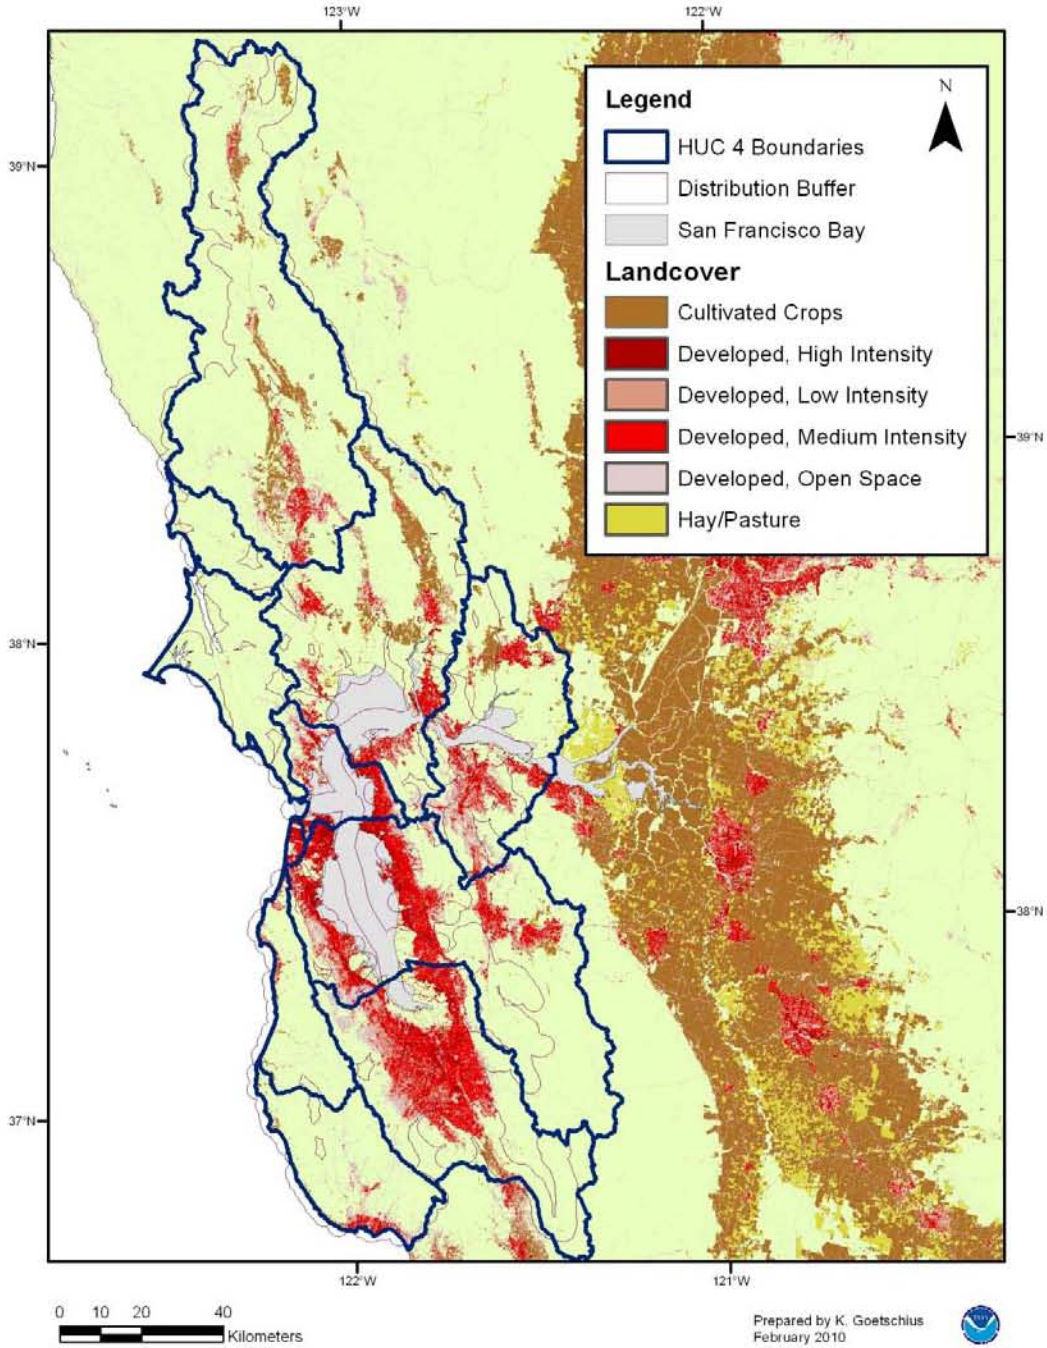 123°W
122°W
N
Legend
HUC 4 Boundaries
Distribution Buffer
San Francisco Bay
Landcover
Cultivated Crops
Developed, High Intensity
Developed, Low Intensity
Developed, Medium Intensity
Developed, Open Space
Hay/Pasture
39°N
39°N
38°N
38°N
37°N
122°W
121°W
0 10 20 40
Kilometers
Prepared by K. Goetschius
February 2010